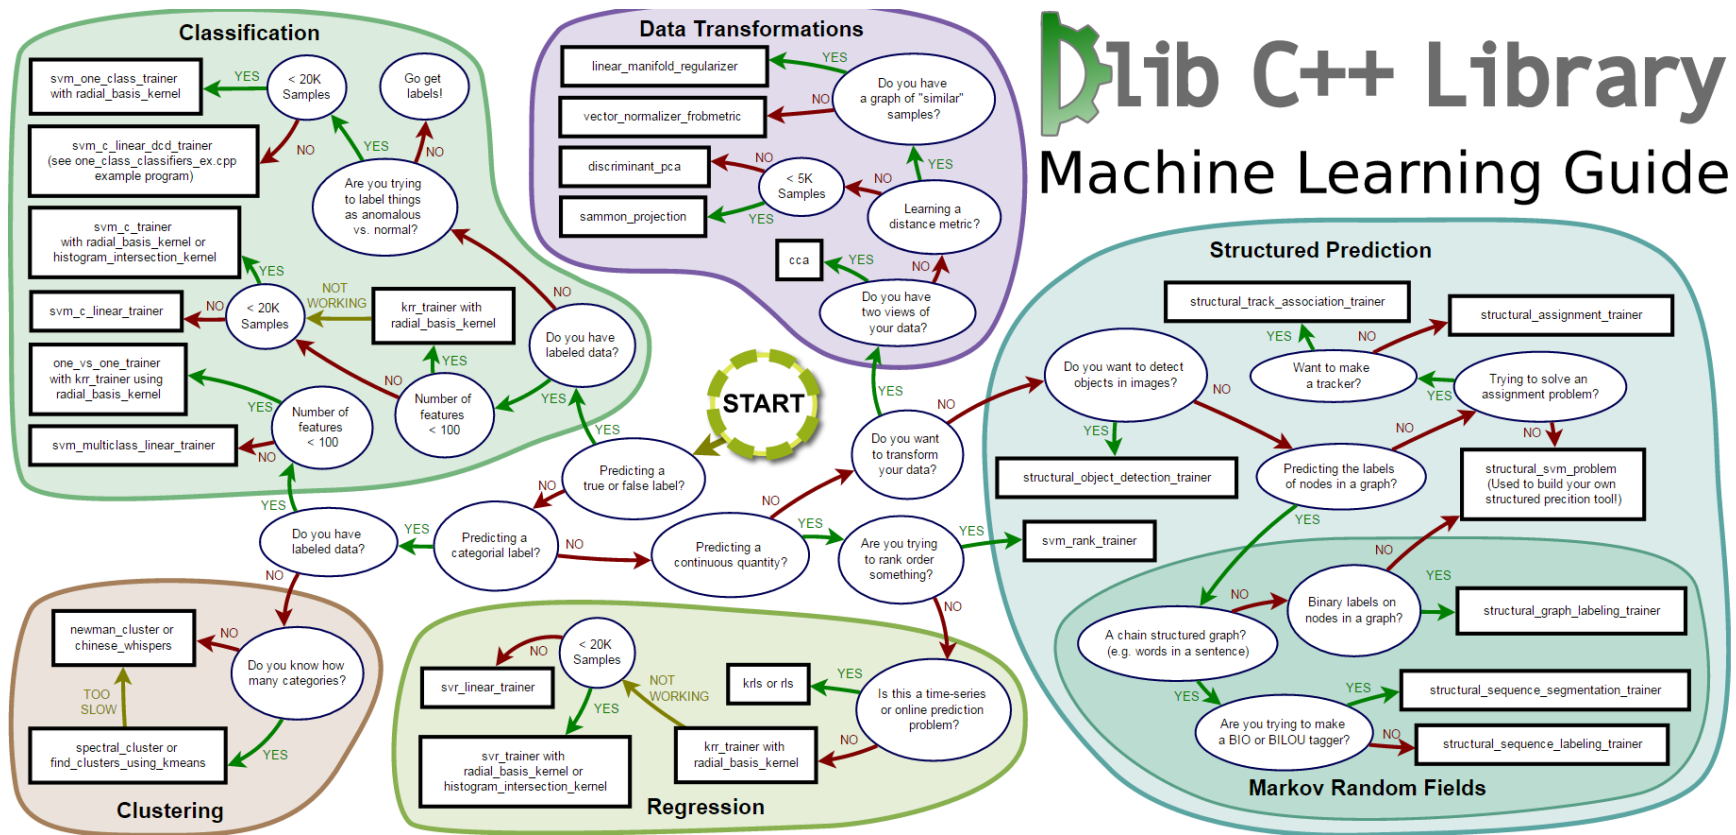 Dlib C++ Library
Machine Learning Guide
Classification
svm_one_class_trainer
with radial_basis_kernel
YES
< 20K
Samples
Go get
labels!
svm_c_linear_dcd_trainer
(see one_class_classifiers_ex.cpp
example program)
NO
YES
NO
Are you trying
to label things
as anomalous
vs. normal?
svm_c_trainer
with radial_basis_kernel or
histogram_intersection_kernel
YES
NOT
WORKING
NO
svm_c_linear_trainer
NO
< 20K
Samples
krr_trainer with
radial_basis_kernel
Do you have
labeled data?
one_vs_one_trainer
with krr_trainer using
radial_basis_kernel
YES
NO
YES
YES
Number of
features
< 100
Number of
features
< 100
svm_multiclass_linear_trainer
NO
YES
YES
Data Transformations
linear_manifold_regularizer
YES
Do you have
a graph of "similar"
samples?
vector_normalizer_frobmetric
NO
discriminant_pca
NO
< 5K
Samples
NO
YES
sammon_projection
YES
Learning a
distance metric?
cca
YES
NO
Do you have
two views of
your data?
YES
START
Predicting a
true or false label?
NO
Do you want
to transform
your data?
NO
NO
Do you have
labeled data?
YES
Predicting a
categorial label?
NO
Predicting a
continuous quantity?
YES
Are you trying
to rank order
something?
YES
NO
NO
Structured Prediction
structural_track_association_trainer
structural_assignment_trainer
YES
NO
Do you want to detect
objects in images?
NO
Want to make
a tracker?
YES
Trying to solve an
assignment problem?
YES
NO
NO
structural_object_detection_trainer
Predicting the labels
of nodes in a graph?
structural_svm_problem
(Used to build your own
structured precition tool!)
YES
svm_rank_trainer
NO
Binary labels on
nodes in a graph?
YES
structural_graph_labeling_trainer
NO
A chain structured graph?
(e.g. words in a sentence)
YES
YES
structural_sequence_segmentation_trainer
Are you trying to make
a BIO or BILOU tagger?
NO
structural_sequence_labeling_trainer
Markov Random Fields
newman_cluster or
chinese_whispers
NO
Do you know how
many categories?
TOO
SLOW
YES
spectral_cluster or
find_clusters_using_kmeans
Clustering
< 20K
Samples
NO
svr_linear_trainer
YES
NOT
WORKING
krls or rls
YES
Is this a time-series
or online prediction
problem?
NO
krr_trainer with
radial_basis_kernel
svr_trainer with
radial_basis_kernel or
histogram_intersection_kernel
Regression